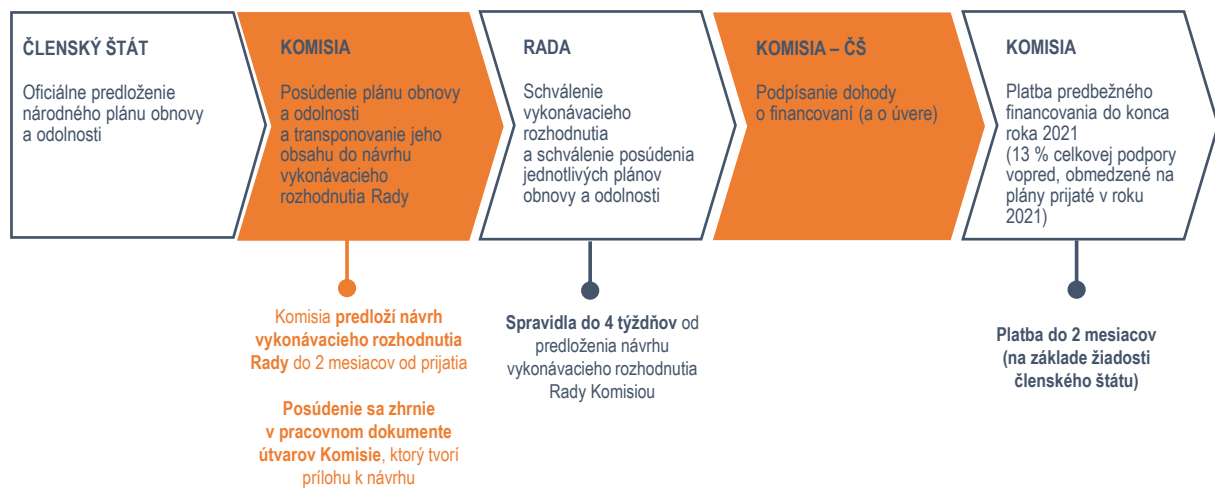 ČLENSKÝ ŠTÁT
Oficiálne predloženie
národného plánu obnovy
a odolnosti
KOMISIA
Posúdenie plánu obnovy
a odolnosti
a transponovanie jeho
obsahu do návrhu
vykonávacieho
rozhodnutia Rady
RADA
Schválenie
vykonávacieho
rozhodnutia
a schválenie posúdenia
jednotlivých plánov
obnovy a odolnosti
KOMISIA – ČŠ
Podpísanie dohody
o financovaní (a o úvere)
KOMISIA
Platba predbežného
financovania do konca
roka 2021
(13 % celkovej podpory
vopred, obmedzené na
plány prijaté v roku
2021)
Komisia predloží návrh
vykonávacieho rozhodnutia
Rady do 2 mesiacov od prijatia
Posúdenie sa zhrnie
v pracovnom dokumente
útvarov Komisie, ktorý tvorí
prílohu k návrhu
Spravidla do 4 týždňov od
predloženia návrhu
vykonávacieho rozhodnutia
Rady Komisiou
Platba do 2 mesiacov
(na základe žiadosti
členského štátu)